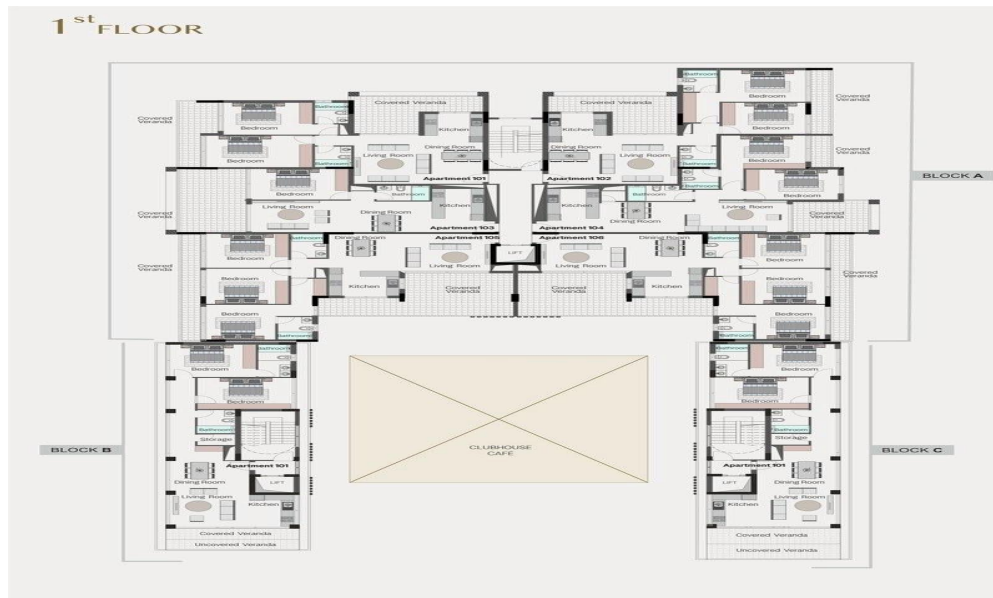 1st FLOOR
Bathroom
Bedroom
Covered
Veranda
Covered Veranda
Covered Veranda
Bedroom
Covered
Veranda
Bathroom
Bedroom
Kitchen
Kitchen
Dining Room
Dining Room
Bedroom
Covered
Veranda
Bedroom
Bathroom
Living Room
Living Room
Bathroom
Apartment 101
Apartment 102
BLOCK A
Bedroom
Bathroom
Bathroom
Bathroom
Bedroom
Living Room
Kitchen
Kitchen
Living Room
Covered
Veranda
Dining Room
Dining Room
Covered
Veranda
Apartment 103
Apartment 104
Apartment 105
Apartment 106
Bedroom
Bathroom
Dining Room
LIFT
Dining Room
Bathroom
Bedroom
Covered
Veranda
Living Room
Living Room
Covered
Veranda
Bedroom
Kitchen
Covered
Veranda
Covered
Veranda
Kitchen
Bedroom
Bedroom
Bathroom
Bathroom
Bedroom
Bathroom
Bedroom
Bathroom
Bedroom
Bedroom
Bedroom
Bathroom
Storage
Bathroom
Storage
BLOCK B
CLUBHOUSE
CAFÉ
BLOCK C
Apartment 101
Apartment 101
Dining Room
LIFT
LIFT
Dining Room
Living Room
Kitchen
Kitchen
Living Room
Covered Veranda
Uncovered Veranda
Covered Veranda
Uncovered Veranda